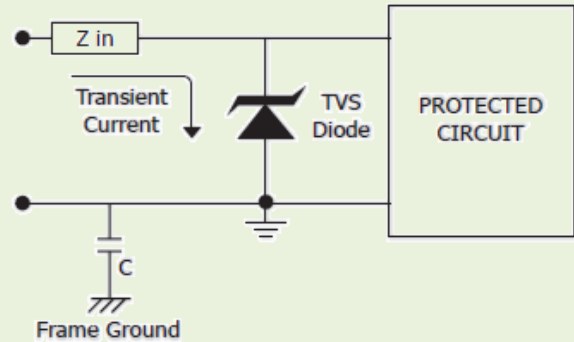 Z in
Transient
Current
TVS
Diode
PROTECTED
CIRCUIT
C
Frame Ground